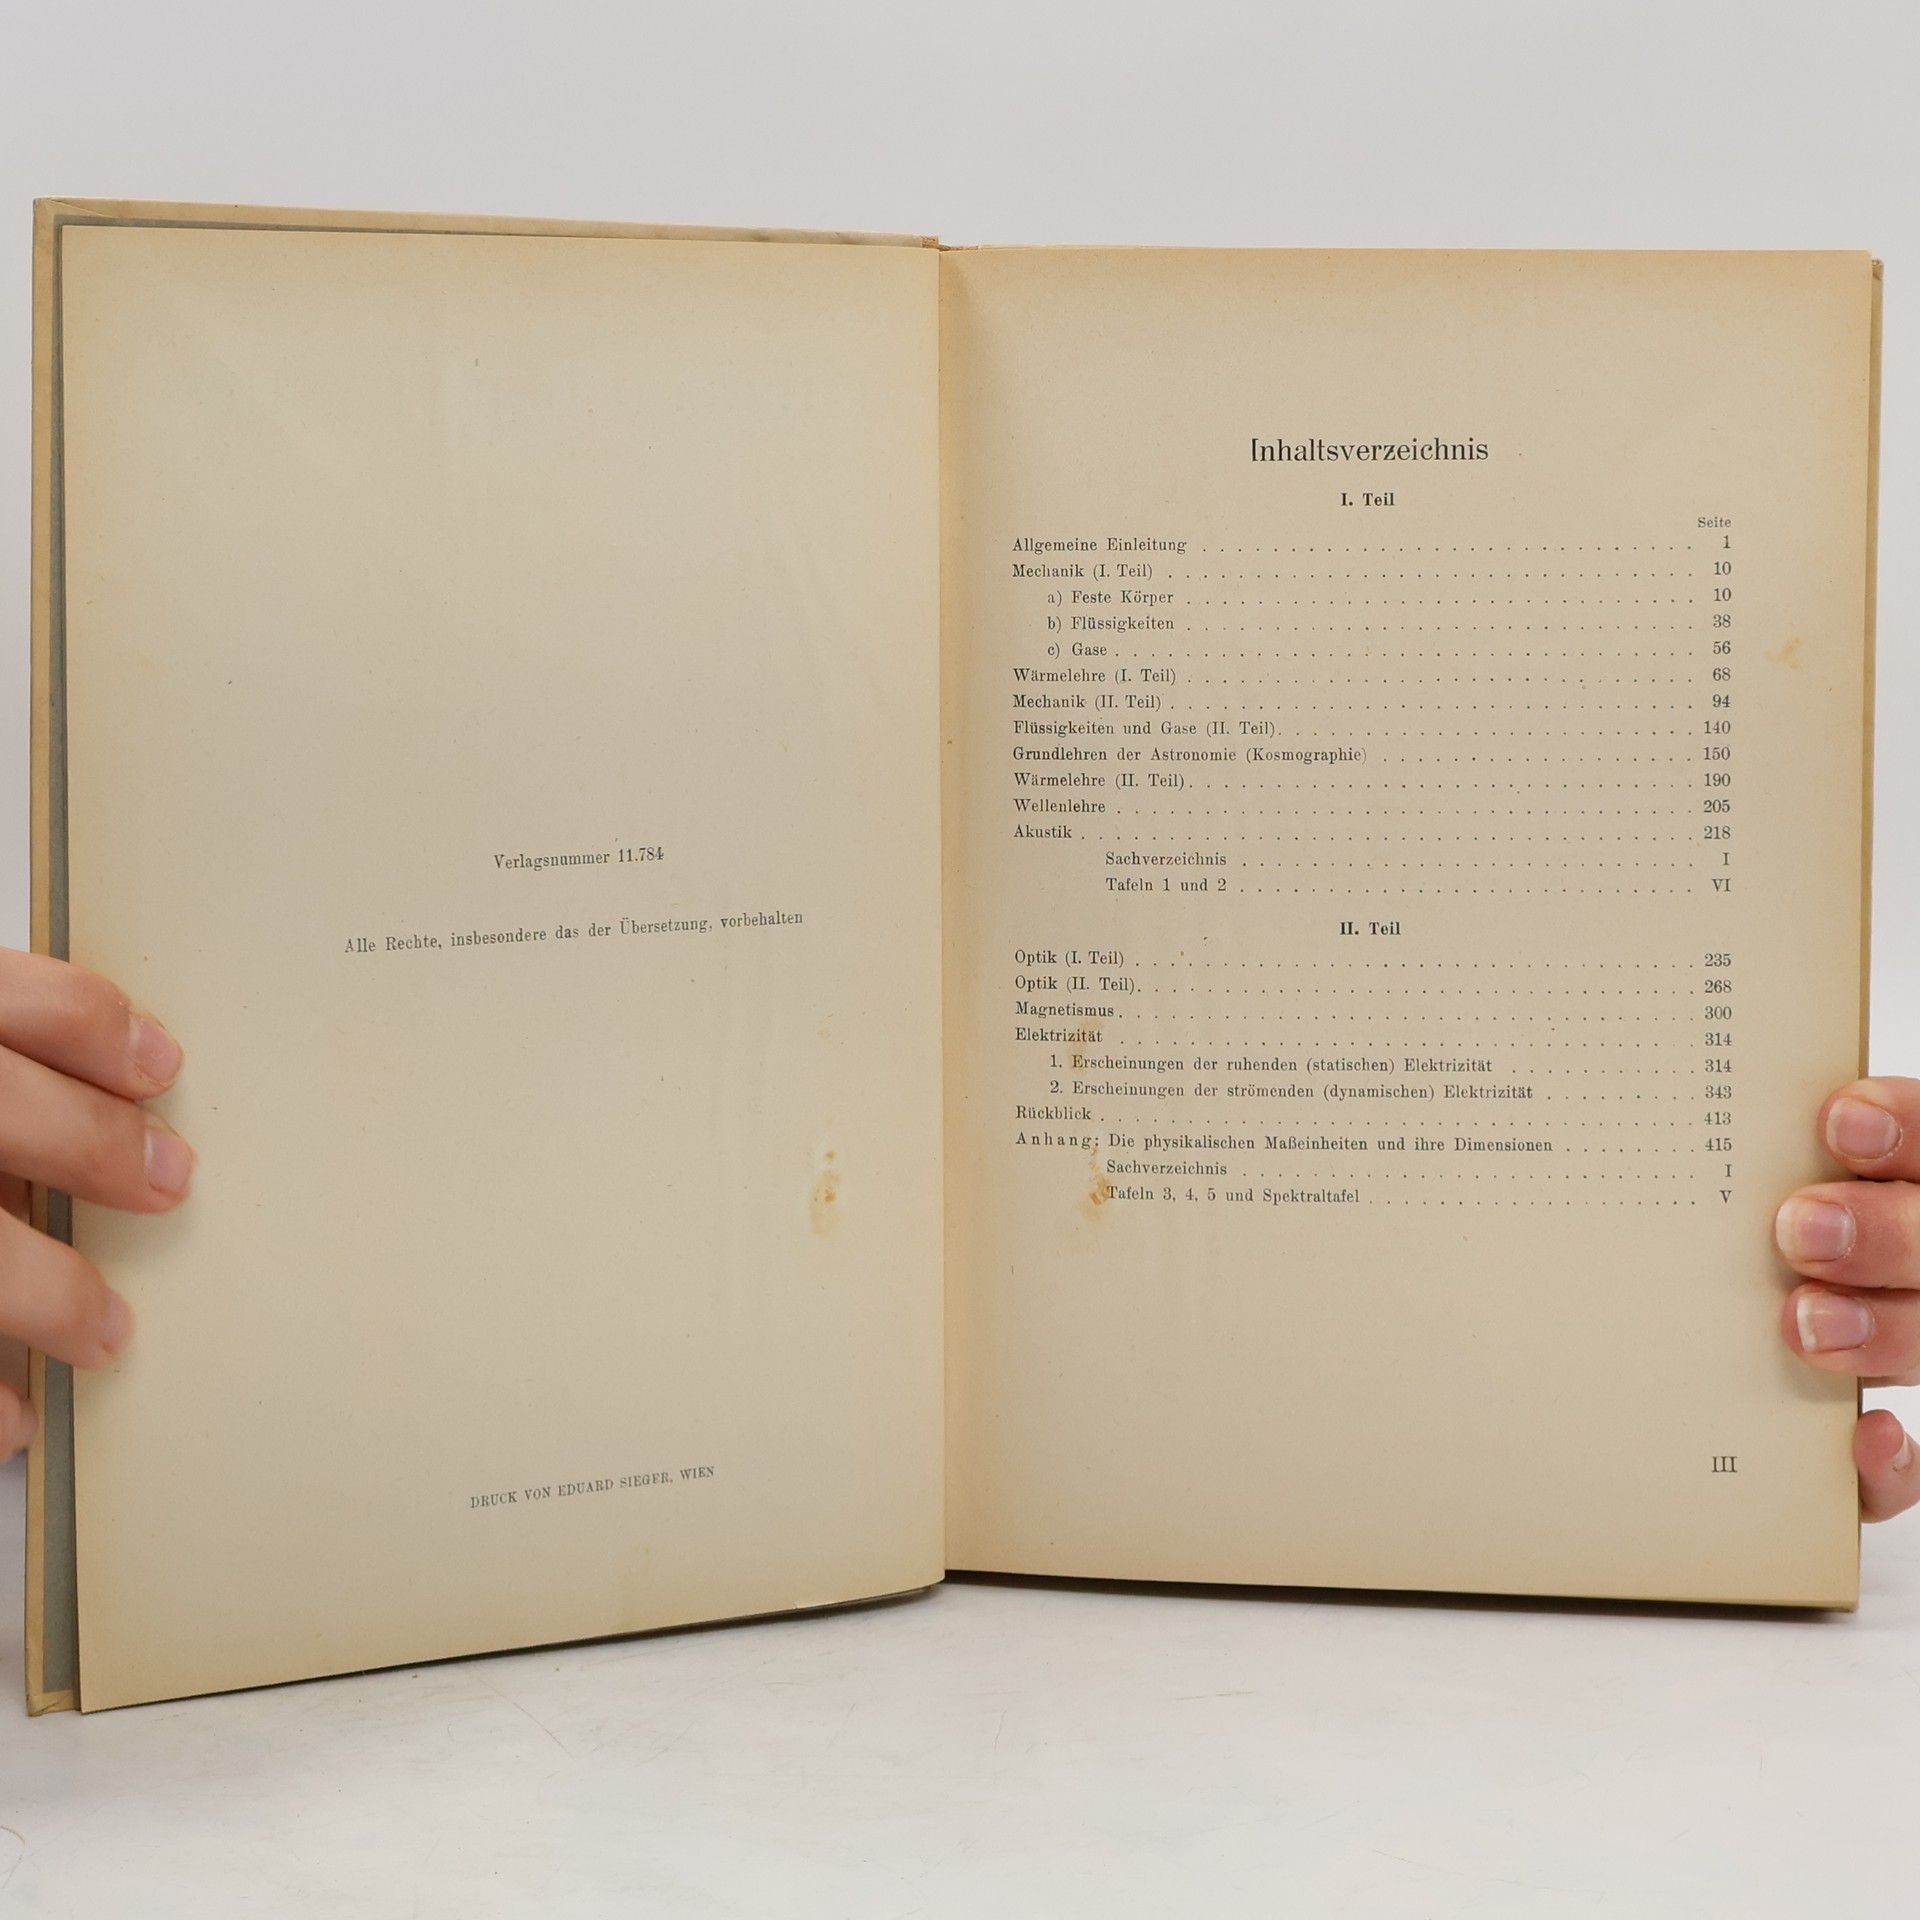 Verlagsnummer 11.784
Alle Rechte, insbesondere das der Übersetzung, vorbehalten
DRUCK VON EDUARD SIEGER, WIEN
Inhaltsverzeichnis
I. Teil
Seite
Allgemeine Einleitung . . . . . . . . . . . . . . . . . . . . 1
Mechanik (I. Teil) . . . . . . . . . . . . . . . . . . . . 10
a) Feste Körper . . . . . . . . . . . . . . . . . . . . 10
b) Flüssigkeiten . . . . . . . . . . . . . . . . . . . . 38
c) Gase . . . . . . . . . . . . . . . . . . . . 56
Wärmelehre (I. Teil) . . . . . . . . . . . . . . . . . . . . 68
Mechanik (II. Teil) . . . . . . . . . . . . . . . . . . . . 94
Flüssigkeiten und Gase (II. Teil) . . . . . . . . . . . . . . . . . . . . 140
Grundlehren der Astronomie (Kosmographie) . . . . . . . . . . . . . . . . . . 150
Wärmelehre (II. Teil) . . . . . . . . . . . . . . . . . . . . 190
Wellenlehre . . . . . . . . . . . . . . . . . . . . 205
Akustik . . . . . . . . . . . . . . . . . . . . 218
Sachverzeichnis . . . . . . . . . . . . . . . . . . . . I
Tafeln 1 und 2 . . . . . . . . . . . . . . . . . . . . VI
II. Teil
Optik (I. Teil) . . . . . . . . . . . . . . . . . . . . 235
Optik (II. Teil) . . . . . . . . . . . . . . . . . . . . 268
Magnetismus . . . . . . . . . . . . . . . . . . . . 300
Elektrizität . . . . . . . . . . . . . . . . . . . . 314
1. Erscheinungen der ruhenden (statischen) Elektrizität . . . . . . . . . . . 314
2. Erscheinungen der strömenden (dynamischen) Elektrizität . . . . . . . . . 343
Rückblick . . . . . . . . . . . . . . . . . . . . 413
Anhang: Die physikalischen Maßeinheiten und ihre Dimensionen . . . . . . . . 415
Sachverzeichnis . . . . . . . . . . . . . . . . . . . . I
Tafeln 3, 4, 5 und Spektraltafel . . . . . . . . . . . . . . . . . . . V
III